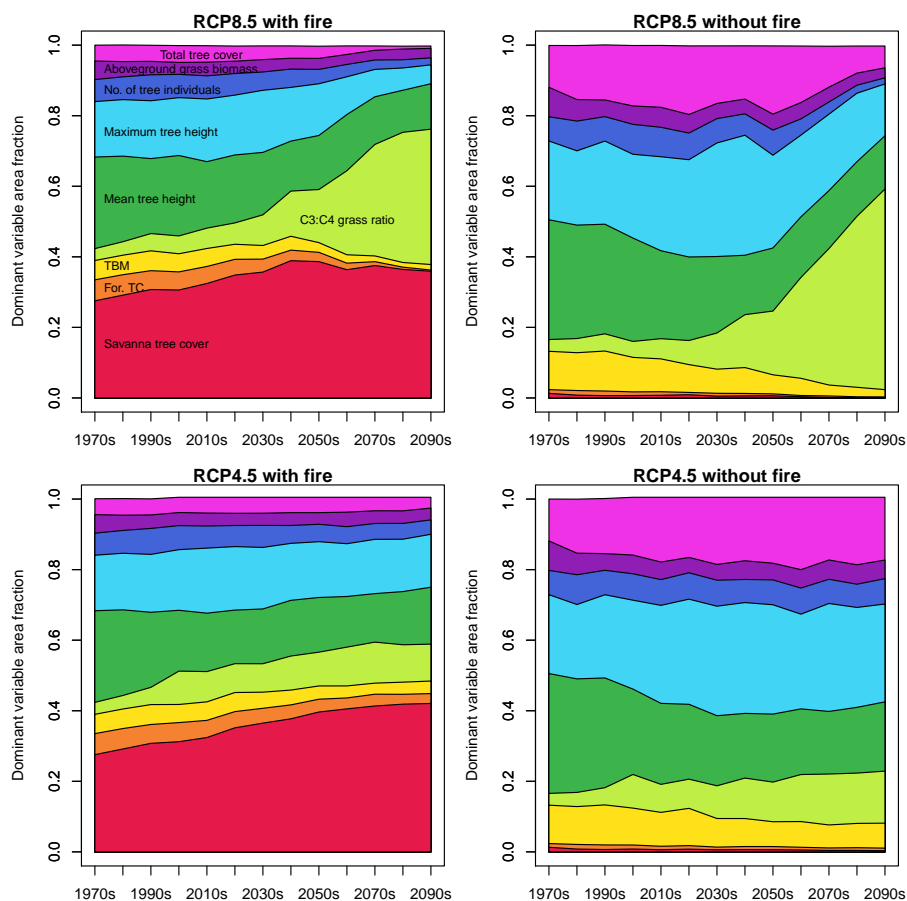 RCP8.5 with fire
Dominant variable area fraction
0.0 0.2 0.4 0.6 0.8 1.0
Total tree cover
Aboveground grass biomass
No. of tree individuals
Maximum tree height
Mean tree height
C3:C4 grass ratio
TBM
For. TC
Savanna tree cover
1970s 1990s 2010s 2030s 2050s 2070s 2090s
RCP8.5 without fire
Dominant variable area fraction
0.0 0.2 0.4 0.6 0.8 1.0
1970s 1990s 2010s 2030s 2050s 2070s 2090s
RCP4.5 with fire
Dominant variable area fraction
0.0 0.2 0.4 0.6 0.8 1.0
1970s 1990s 2010s 2030s 2050s 2070s 2090s
RCP4.5 without fire
Dominant variable area fraction
0.0 0.2 0.4 0.6 0.8 1.0
1970s 1990s 2010s 2030s 2050s 2070s 2090s